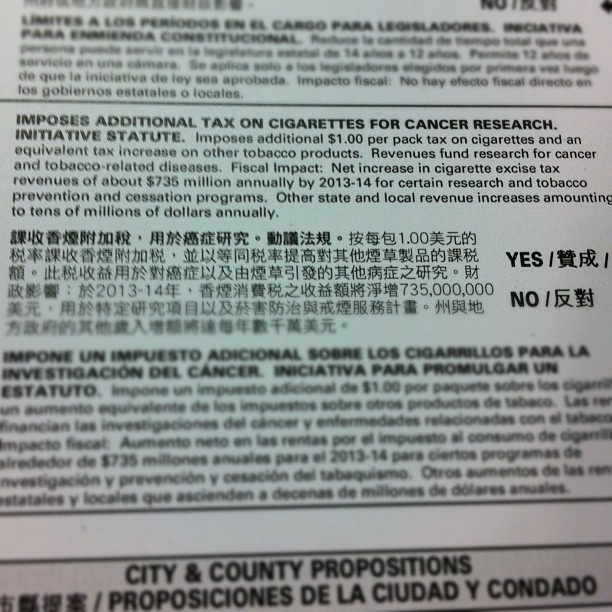 NO /反對
LÍMITES A LOS PERÍODOS EN EL CARGO PARA LEGISLADORES. INICIATIVA
PARA ENMIENDA CONSTITUCIONAL. Reduce la cantidad de tiempo total que una
persona puede servir en la legislatura estatal de 14 años a 12 años. Permite 12 años de
servicio en una cámara. Se aplica solo a los legisladores elegidos por primera vez luego
de que la iniciativa de ley sea aprobada. Impacto fiscal: No hay efecto fiscal directo en
los gobiernos estatales o locales.
IMPOSES ADDITIONAL TAX ON CIGARETTES FOR CANCER RESEARCH.
INITIATIVE STATUTE. Imposes additional $1.00 per pack tax on cigarettes and an
equivalent tax increase on other tobacco products. Revenues fund research for cancer
and tobacco-related diseases. Fiscal Impact: Net increase in cigarette excise tax
revenues of about $735 million annually by 2013-14 for certain research and tobacco
prevention and cessation programs. Other state and local revenue increases amounting
to tens of millions of dollars annually.
課收香煙附加稅，用於癌症研究。動議法規。按每包1.00美元的
稅率課收香煙附加稅，並以等同稅率提高對其他煙草製品的課稅
額。此稅收益用於對癌症以及由煙草引發的其他病症之研究。財
政影響：於2013-14年，香煙消費稅之收益額將淨增735,000,000
美元，用於特定研究項目以及菸害防治與戒煙服務計畫。州與地
方政府的其他歲入增額將達每年數千萬美元。
YES /贊成 /
NO /反對
IMPONE UN IMPUESTO ADICIONAL SOBRE LOS CIGARRILLOS PARA LA
INVESTIGACIÓN DEL CÁNCER. INICIATIVA PARA PROMULGAR UN
ESTATUTO. Impone un impuesto adicional de $1.00 por paquete sobre los cigarril
un aumento equivalente de los impuestos sobre otros productos de tabaco. Las ren
financian las investigaciones del cáncer y enfermedades relacionadas con el tabaco
Impacto fiscal: Aumento neto en las rentas por el impuesto al consumo de cigarril
alrededor de $735 millones anuales para el 2013-14 para ciertos programas de
nvestigación y prevención y cesación del tabaquismo. Otros aumentos de las ren
estatales y locales que ascienden a decenas de millones de dólares anuales.
CITY & COUNTY PROPOSITIONS
市縣提案 / PROPOSICIONES DE LA CIUDAD Y CONDADO